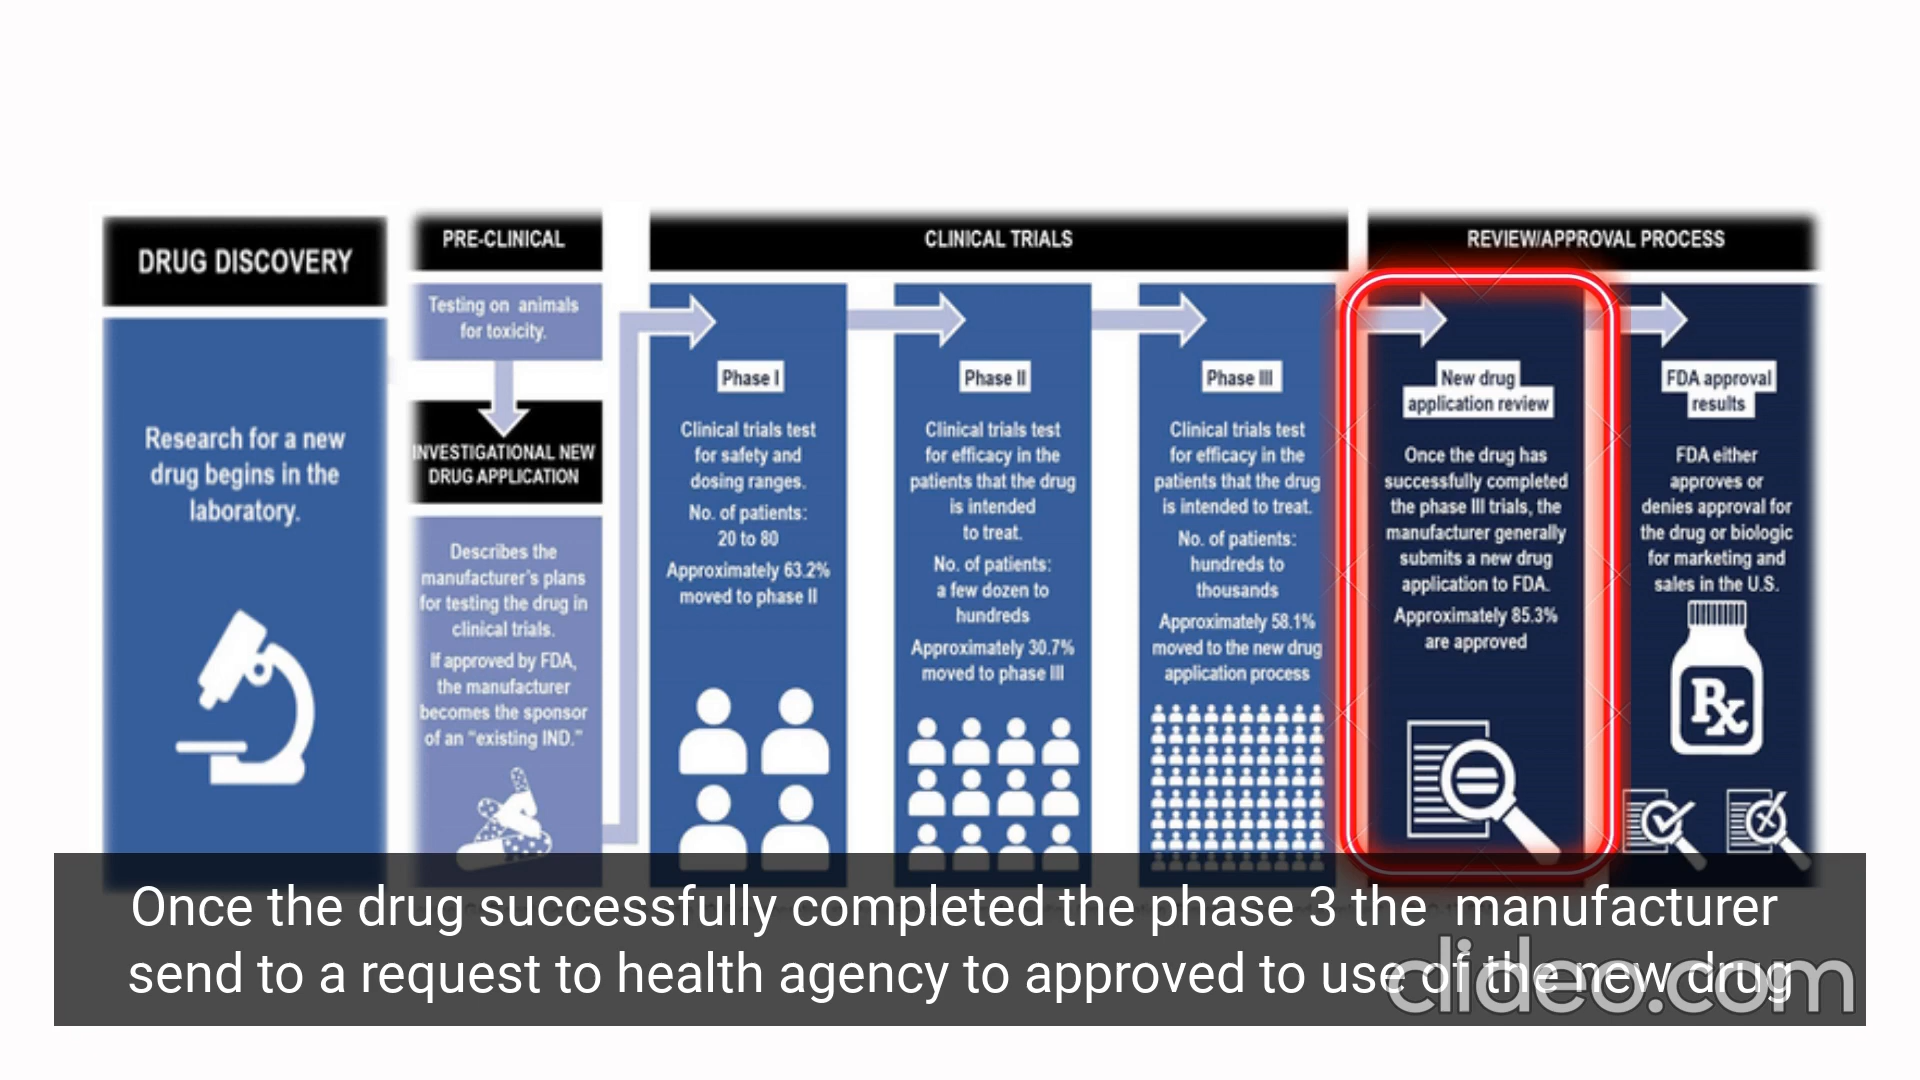 DRUG DISCOVERY
Research for a new
drug begins in the
laboratory.
PRE-CLINICAL
Testing on animals
for toxicity.
INVESTIGATIONAL NEW
DRUG APPLICATION
Describes the
manufacturer's plans
for testing the drug in
clinical trials.
If approved by FDA,
the manufacturer
becomes the sponsor
of an "existing IND."
CLINICAL TRIALS
Phase I
Clinical trials test
for safety and
dosing ranges.
No. of patients:
20 to 80
Approximately 63.2%
moved to phase II
Phase II
Clinical trials test
for efficacy in the
patients that the drug
is intended
to treat.
No. of patients:
a few dozen to
hundreds
Approximately 30.7%
moved to phase III
Phase III
Clinical trials test
for efficacy in the
patients that the drug
is intended to treat.
No. of patients:
hundreds to
thousands
Approximately 58.1%
moved to the new drug
application process
REVIEW/APPROVAL PROCESS
New drug
application review
Once the drug has
successfully completed
the phase III trials, the
manufacturer generally
submits a new drug
application to FDA.
Approximately 85.3%
are approved
FDA approval
results
FDA either
approves or
denies approval for
the drug or biologic
for marketing and
sales in the U.S.
Rx
Once the drug successfully completed the phase 3 the manufacturer
send to a request to health agency to approved to use of the new drug
clideo.com